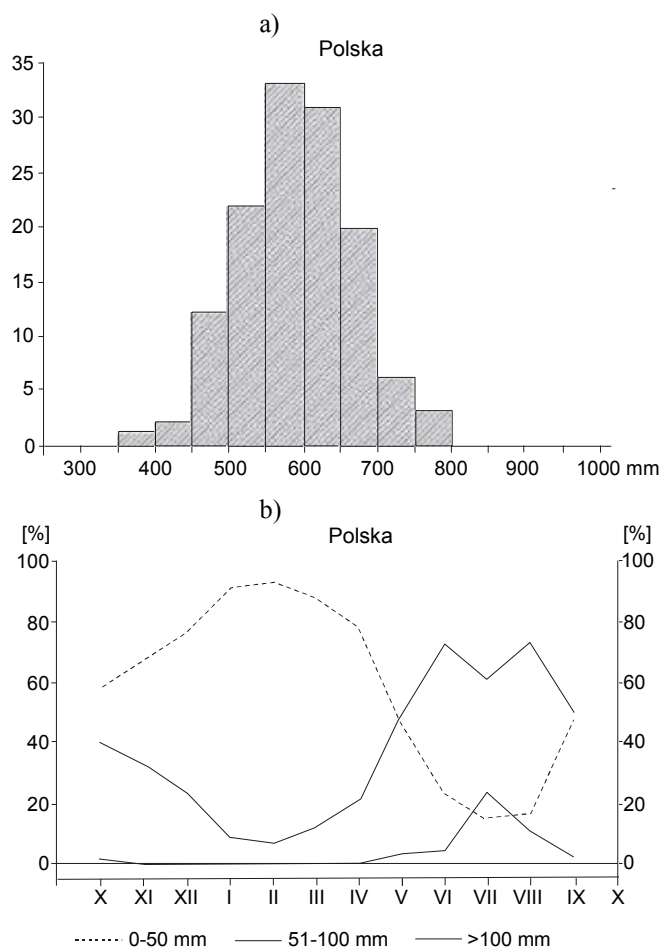 a)
Polska
35
30
25
20
15
10
5
0
300 400 500 600 700 800 900 1000 mm
b)
[%] Polska [%]
100 100
80 80
60 60
40 40
20 20
0 0
X XI XII I II III IV V VI VII VIII IX X
0-50 mm 51-100 mm >100 mm